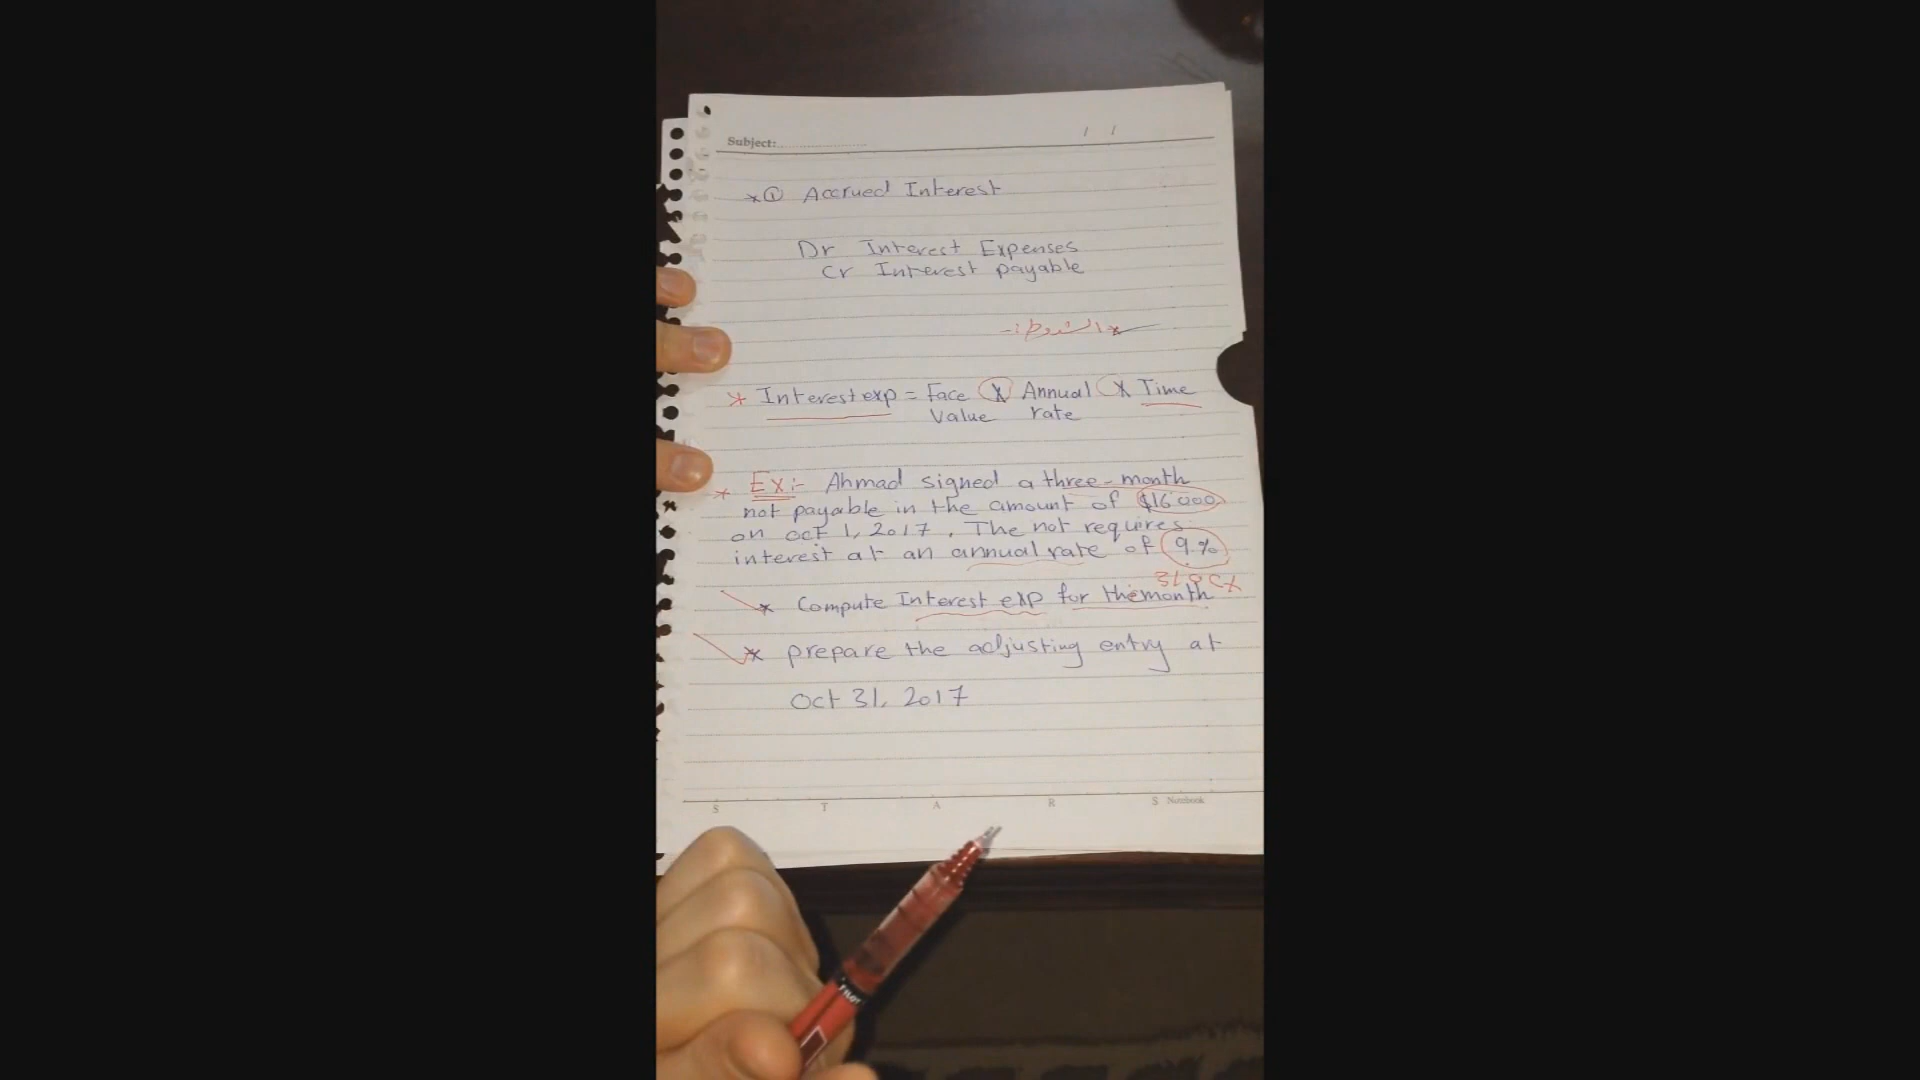 Subject:
/ /
* ① Accrued Interest
Dr Interest Expenses
Cr Interest payable
* الشروط :-
* Interest exp = Face X Annual X Time
Value rate
* Ex:- Ahmad signed a three-month
not payable in the amount of $16000
on oct 1, 2017. The not requires
interest at an annual rate of 9%
31 oct
* Compute Interest exp for the month
* prepare the adjusting entry at
Oct 31, 2017
S T A R S Notebook
PILOT